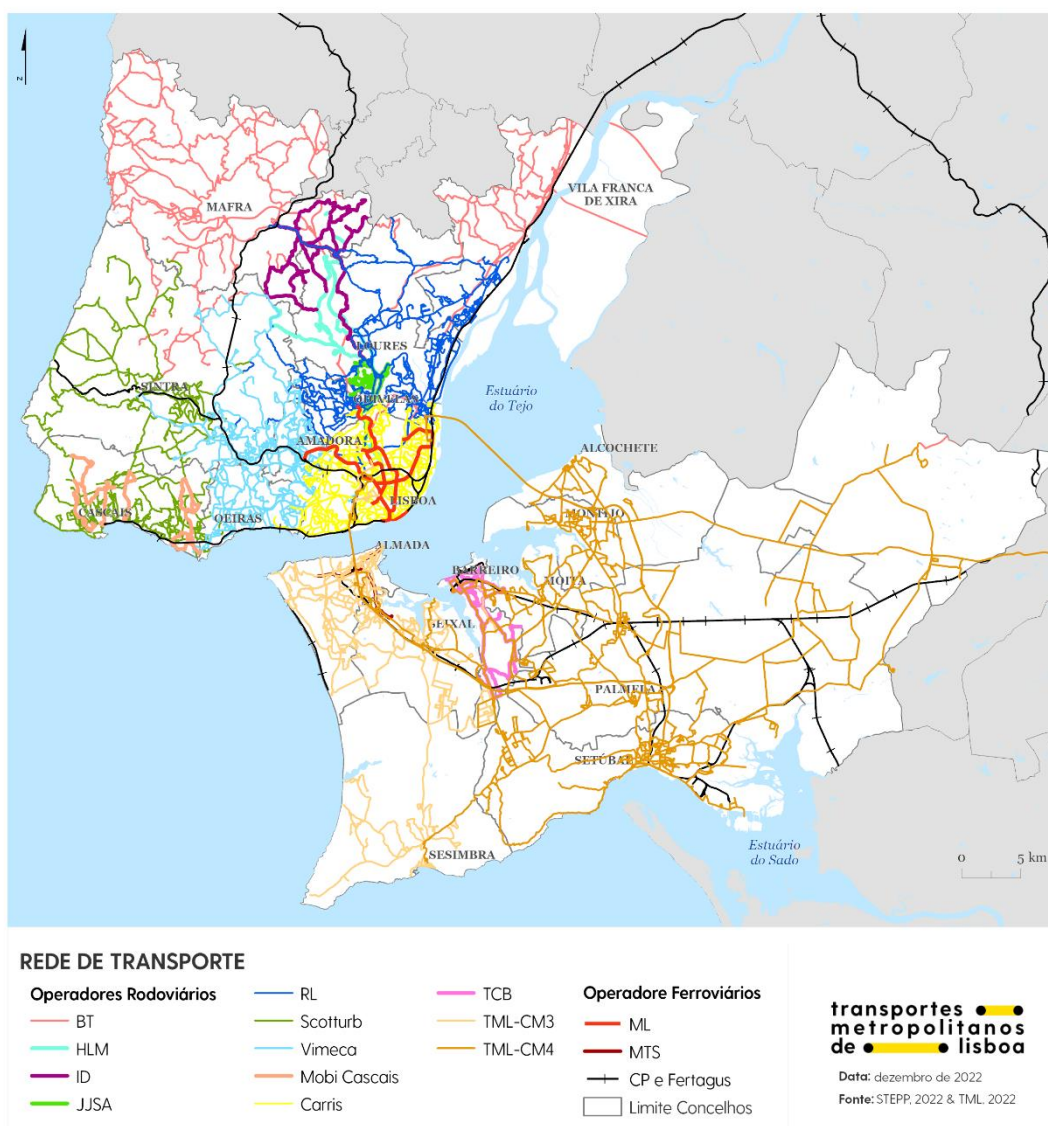 N
MAFRA
VILA FRANCA
DE XIRA
LOURES
Estuário
do Tejo
SINTRA
ODIVELAS
AMADORA
ALCOCHETE
LISBOA
MONTIJO
CASCAIS
OEIRAS
ALMADA
BARREIRO
MOITA
SEIXAL
PALMELA
SETÚBAL
Estuário
do Sado
SESIMBRA
0 5 km
REDE DE TRANSPORTE
Operadores Rodoviários
BT
HLM
ID
JJSA
RL
Scotturb
Vimeca
Mobi Cascais
Carris
TCB
TML-CM3
TML-CM4
Operadore Ferroviários
ML
MTS
CP e Fertagus
Limite Concelhos
transportes
metropolitanos
de lisboa
Data: dezembro de 2022
Fonte: STEPP, 2022 & TML, 2022